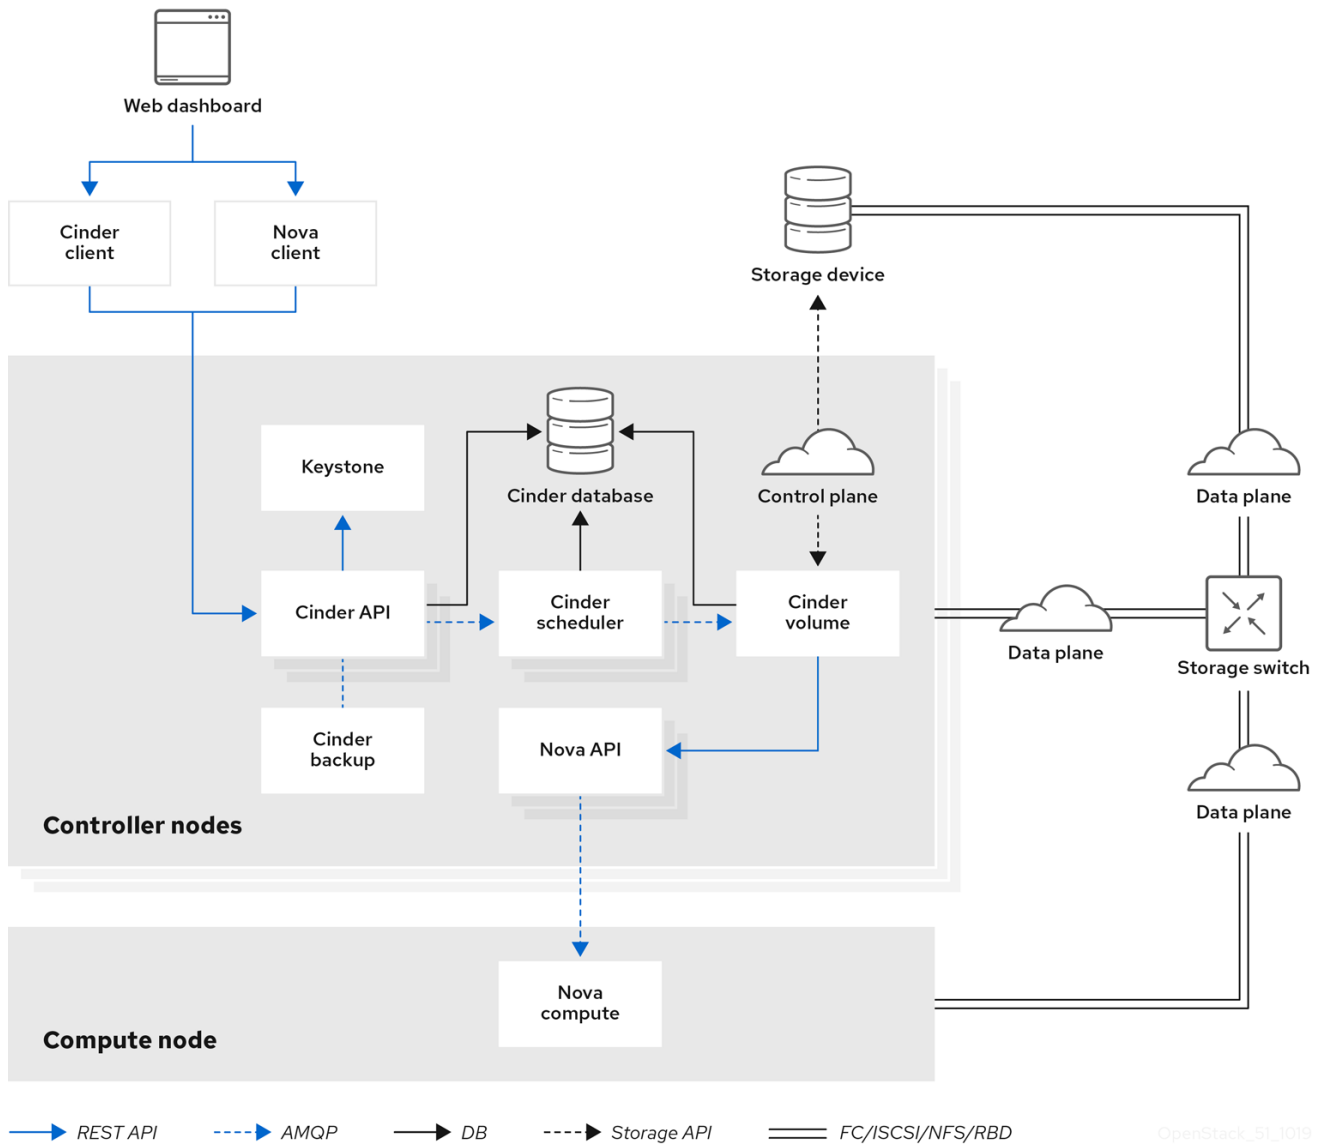 Web dashboard
Cinder
client
Nova
client
Storage device
Keystone
Cinder database
Control plane
Data plane
Cinder API
Cinder
scheduler
Cinder
volume
Data plane
Storage switch
Cinder
backup
Nova API
Data plane
Controller nodes
Nova
compute
Compute node
REST API
AMQP
DB
Storage API
FC/ISCSI/NFS/RBD
OpenStack_51_1019